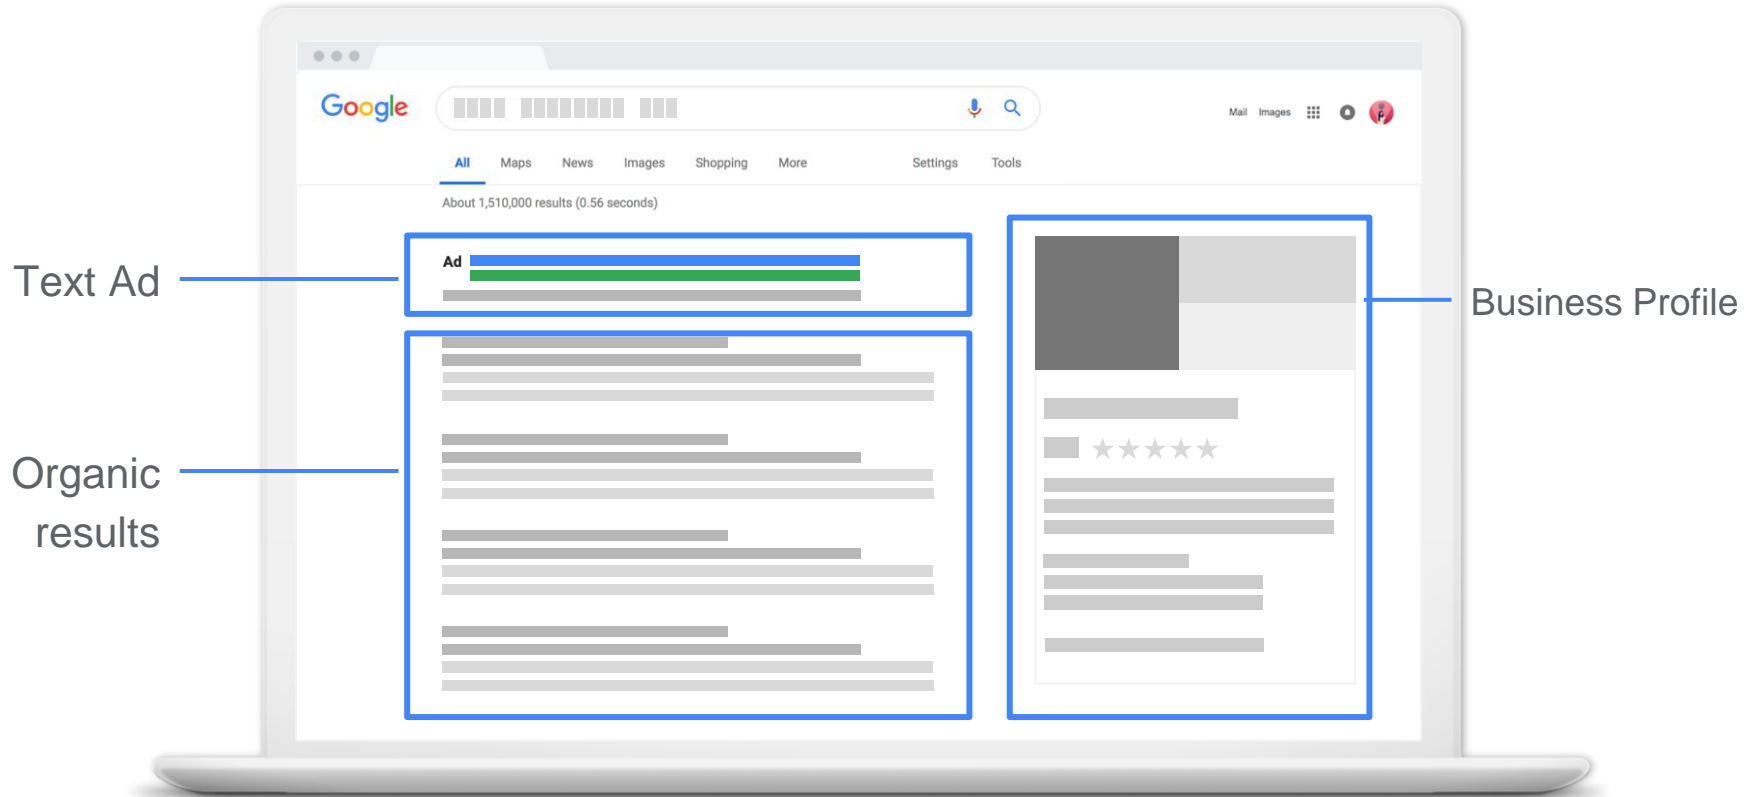 Google
Mail Images
All Maps News Images Shopping More Settings Tools
About 1,510,000 results (0.56 seconds)
Ad
Text Ad
Business Profile
Organic
results